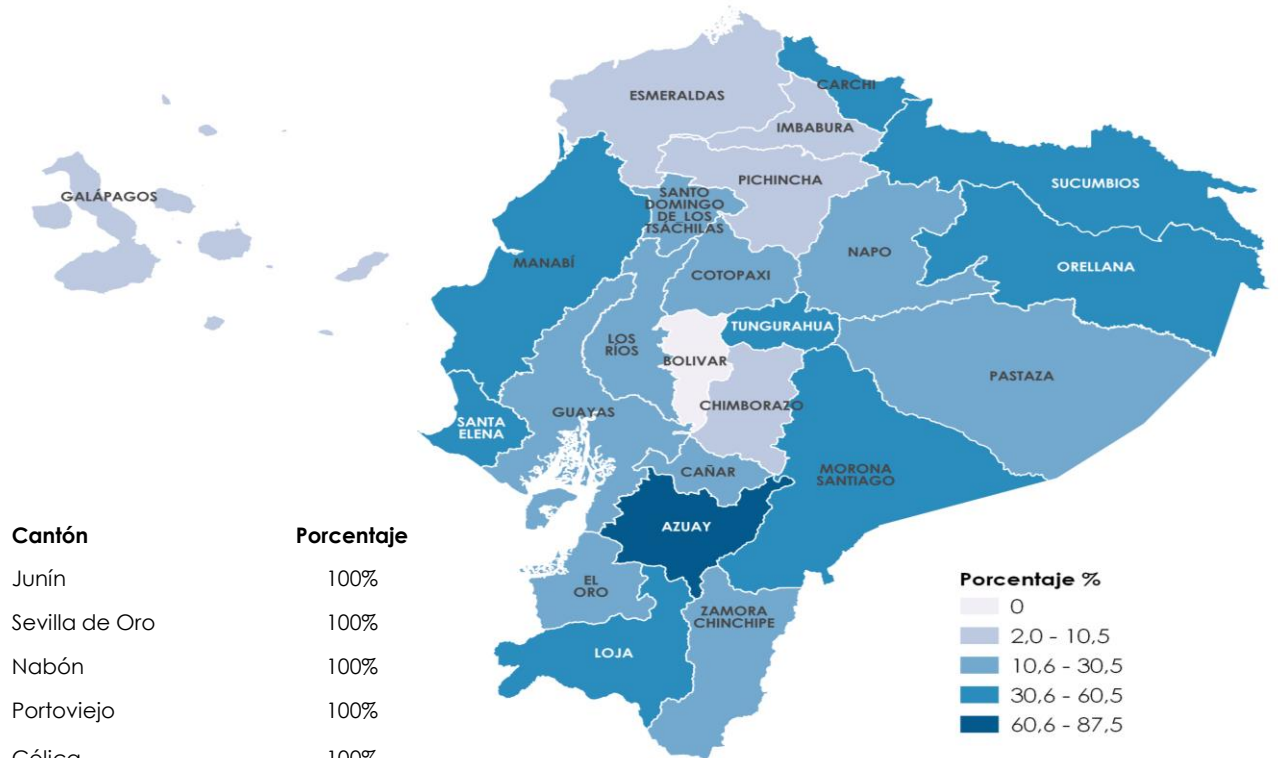 ESMERALDAS
CARCHI
IMBABURA
GALÁPAGOS
PICHINCHA
SUCUMBIOS
SANTO
DOMINGO
DE LOS
TSÁCHILAS
MANABÍ
NAPO
ORELLANA
COTOPAXI
TUNGURAHUA
LOS
RÍOS
BOLIVAR
PASTAZA
CHIMBORAZO
GUAYAS
SANTA
ELENA
CAÑAR
MORONA
SANTIAGO
AZUAY
EL
ORO
ZAMORA
CHINCHIPE
LOJA
Cantón Porcentaje
Junín 100%
Sevilla de Oro 100%
Nabón 100%
Portoviejo 100%
Célica 100%
Porcentaje %
0
2,0 - 10,5
10,6 - 30,5
30,6 - 60,5
60,6 - 87,5